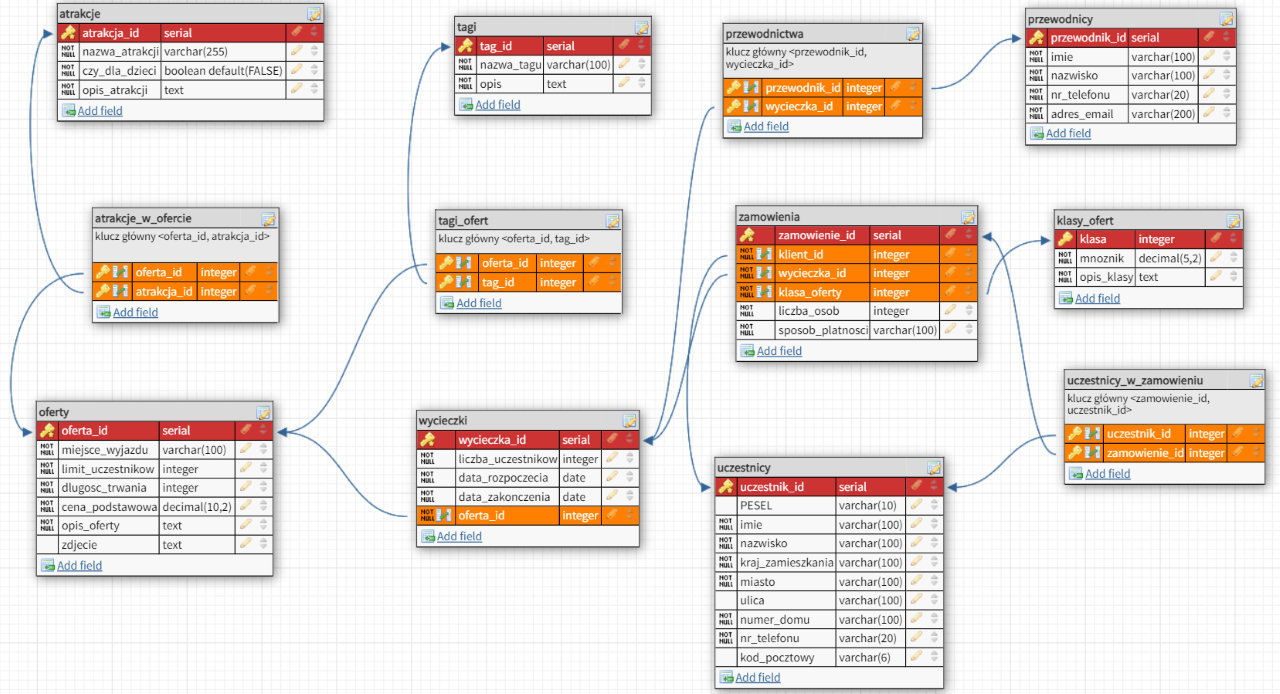 atrakcje
atrakcja_id serial
NOT NULL nazwa_atrakcji varchar(255)
NOT NULL czy_dla_dzieci boolean default(FALSE)
NOT NULL opis_atrakcji text
Add field
tagi
tag_id serial
NOT NULL nazwa_tagu varchar(100)
NOT NULL opis text
Add field
przewodnictwa
klucz główny <przewodnik_id,
wycieczka_id>
przewodnik_id integer
wycieczka_id integer
Add field
przewodnicy
przewodnik_id serial
NOT NULL imie varchar(100)
NOT NULL nazwisko varchar(100)
NOT NULL nr_telefonu varchar(20)
NOT NULL adres_email varchar(200)
Add field
atrakcje_w_ofercie
klucz główny <oferta_id, atrakcja_id>
oferta_id integer
atrakcja_id integer
Add field
tagi_ofert
klucz główny <oferta_id, tag_id>
oferta_id integer
tag_id integer
Add field
zamowienia
zamowienie_id serial
NOT NULL klient_id integer
NOT NULL wycieczka_id integer
NOT NULL klasa_oferty integer
NOT NULL liczba_osob integer
NOT NULL sposob_platnosci varchar(100)
Add field
klasy_ofert
klasa integer
NOT NULL mnoznik decimal(5,2)
NOT NULL opis_klasy text
Add field
uczestnicy_w_zamowieniu
klucz główny <zamowienie_id,
uczestnik_id>
uczestnik_id integer
zamowienie_id integer
Add field
oferty
oferta_id serial
NOT NULL miejsce_wyjazdu varchar(100)
NOT NULL limit_uczestnikow integer
NOT NULL dlugosc_trwania integer
NOT NULL cena_podstawowa decimal(10,2)
NOT NULL opis_oferty text
zdjecie text
Add field
wycieczki
wycieczka_id serial
NOT NULL liczba_uczestnikow integer
NOT NULL data_rozpoczecia date
NOT NULL data_zakonczenia date
NOT NULL oferta_id integer
Add field
uczestnicy
uczestnik_id serial
PESEL varchar(10)
NOT NULL imie varchar(100)
NOT NULL nazwisko varchar(100)
NOT NULL kraj_zamieszkania varchar(100)
NOT NULL miasto varchar(100)
ulica varchar(100)
NOT NULL numer_domu varchar(100)
NOT NULL nr_telefonu varchar(20)
kod_pocztowy varchar(6)
Add field